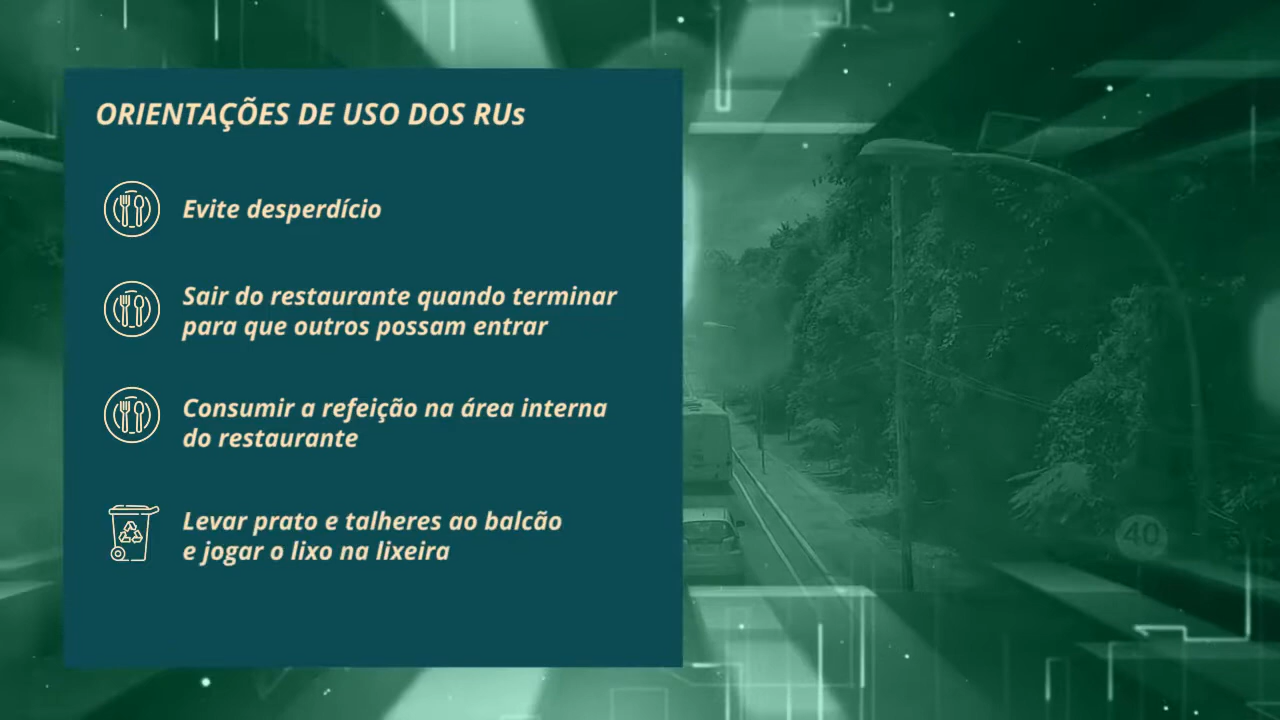 ORIENTAÇÕES DE USO DOS RUs
Evite desperdício
Sair do restaurante quando terminar
para que outros possam entrar
Consumir a refeição na área interna
do restaurante
Levar prato e talheres ao balcão
e jogar o lixo na lixeira
40